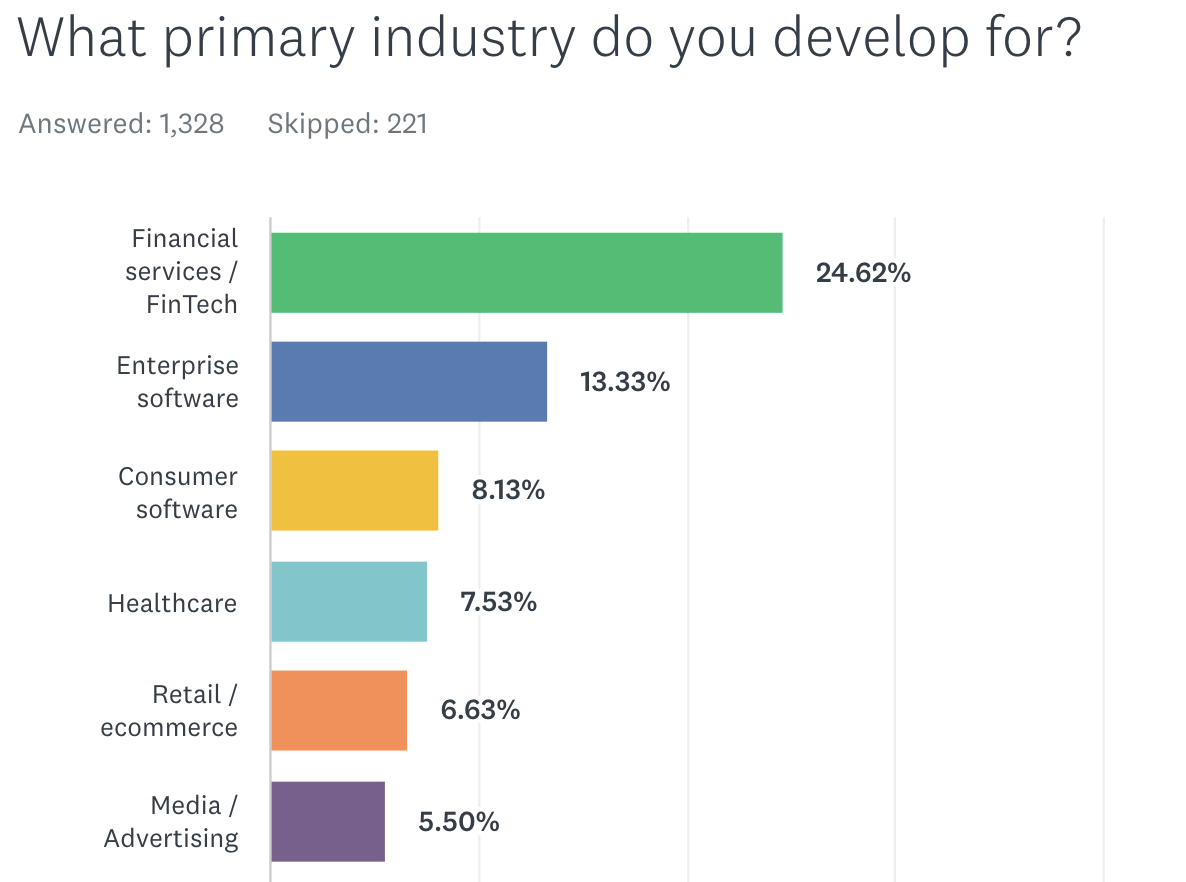 What primary industry do you develop for?
Answered: 1,328 Skipped: 221
Financial
services /
FinTech
24.62%
Enterprise
software
13.33%
Consumer
software
8.13%
Healthcare
7.53%
Retail /
ecommerce
6.63%
Media /
Advertising
5.50%